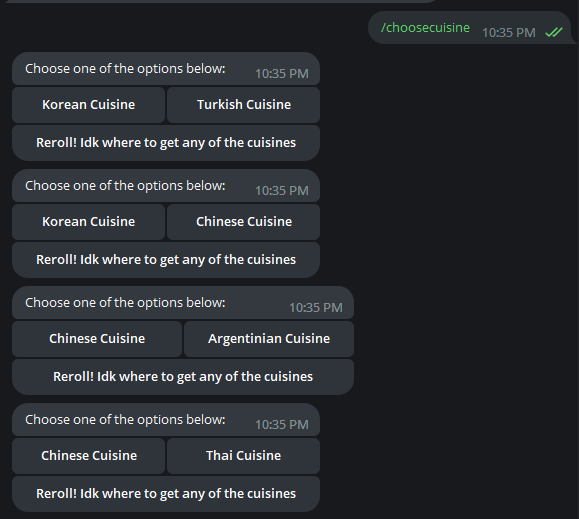 /choosecuisine 10:35 PM
Choose one of the options below: 10:35 PM
Korean Cuisine Turkish Cuisine
Reroll! Idk where to get any of the cuisines
Choose one of the options below: 10:35 PM
Korean Cuisine Chinese Cuisine
Reroll! Idk where to get any of the cuisines
Choose one of the options below: 10:35 PM
Chinese Cuisine Argentinian Cuisine
Reroll! Idk where to get any of the cuisines
Choose one of the options below: 10:35 PM
Chinese Cuisine Thai Cuisine
Reroll! Idk where to get any of the cuisines